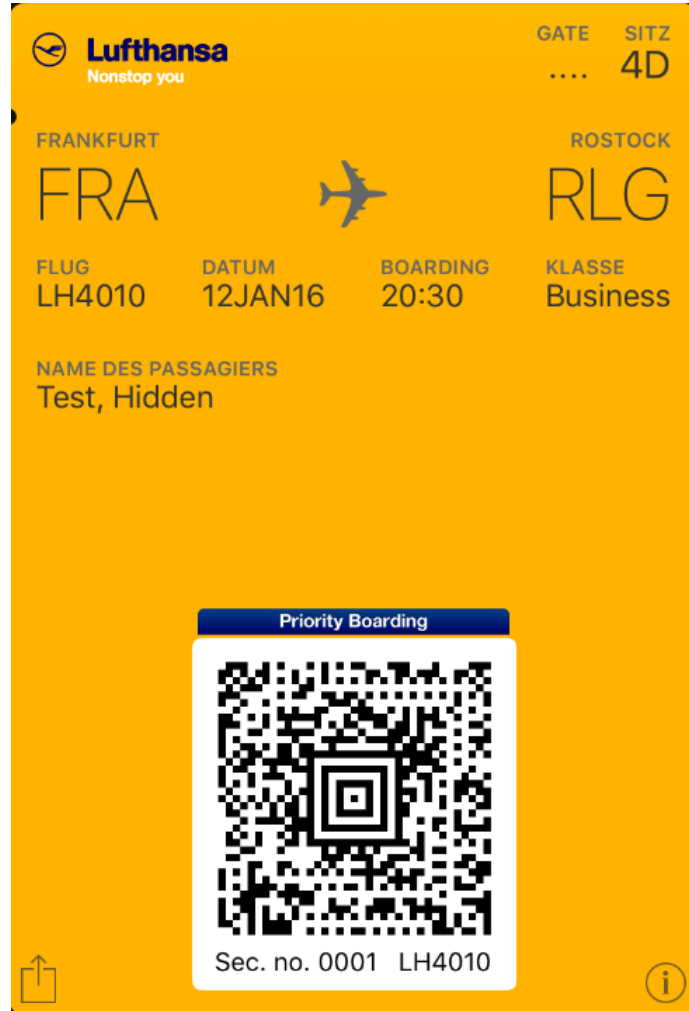 Lufthansa
Nonstop you
GATE SITZ
.... 4D
FRANKFURT ROSTOCK
FRA RLG
FLUG DATUM BOARDING KLASSE
LH4010 12JAN16 20:30 Business
NAME DES PASSAGIERS
Test, Hidden
Priority Boarding
Sec. no. 0001 LH4010